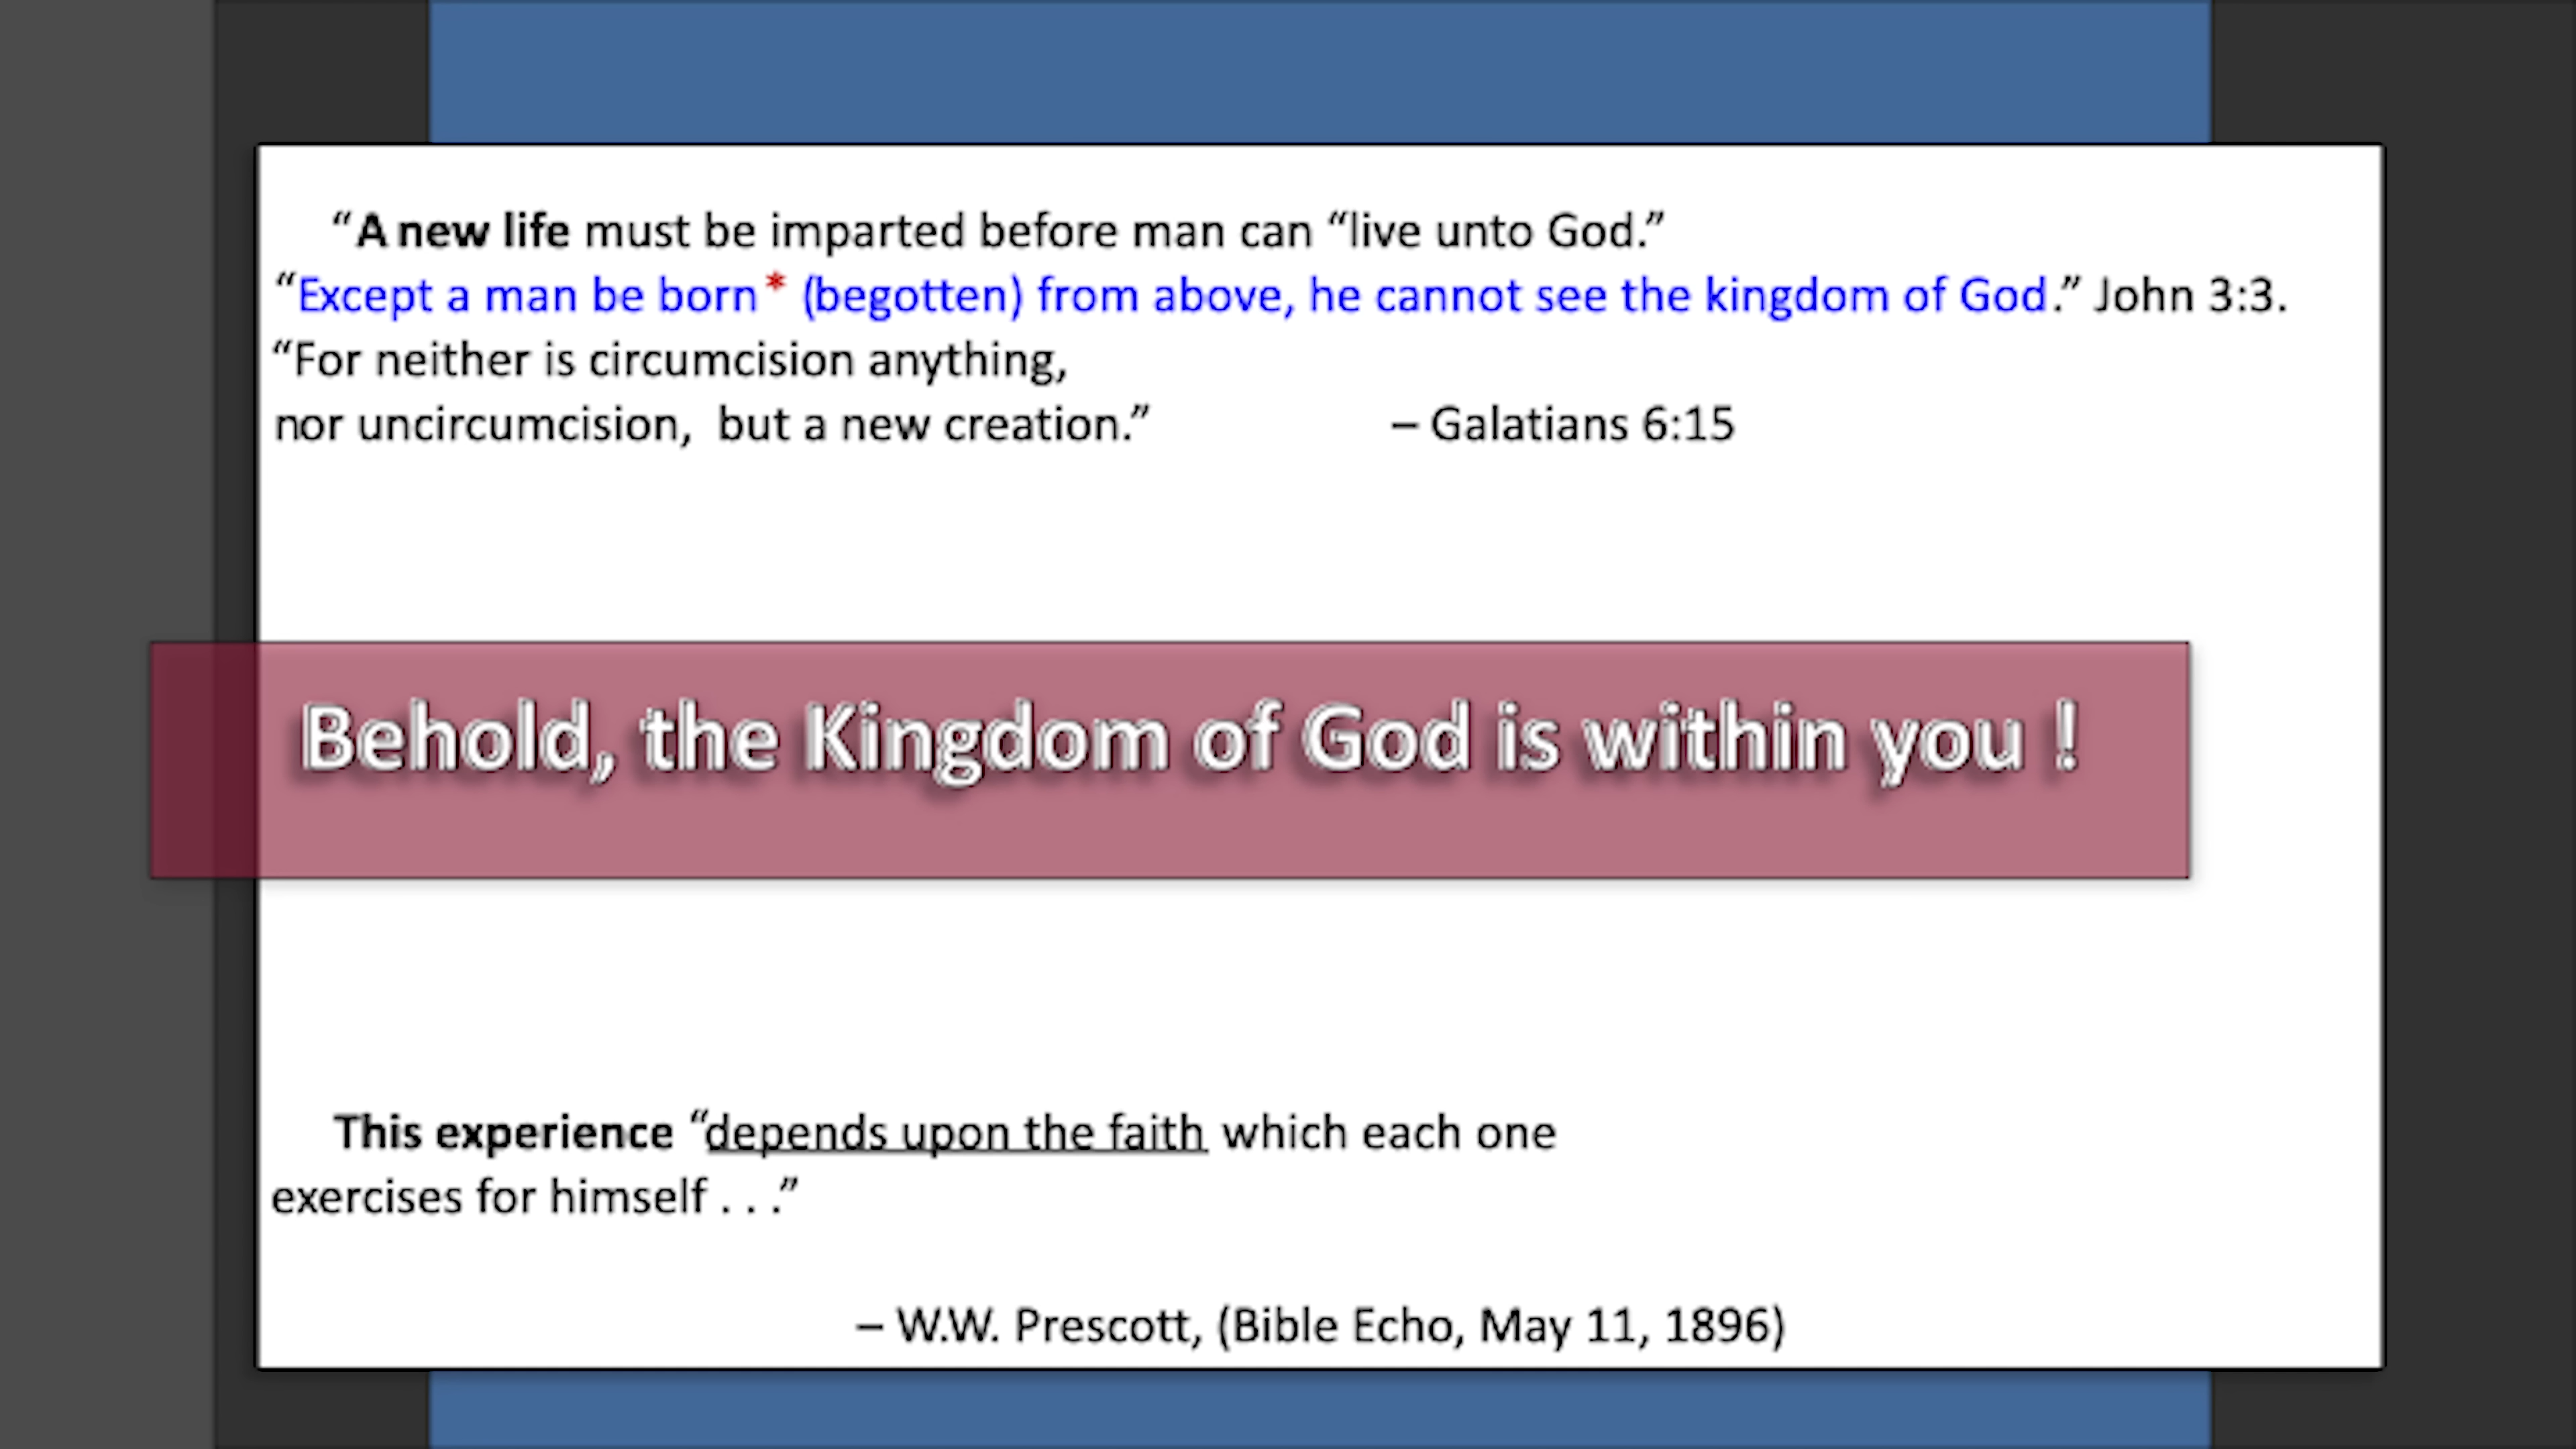 “A new life must be imparted before man can “live unto God.”
“Except a man be born* (begotten) from above, he cannot see the kingdom of God.” John 3:3.
“For neither is circumcision anything,
nor uncircumcision, but a new creation.” – Galatians 6:15
Behold, the Kingdom of God is within you !
This experience “depends upon the faith which each one
exercises for himself . . .”
– W.W. Prescott, (Bible Echo, May 11, 1896)